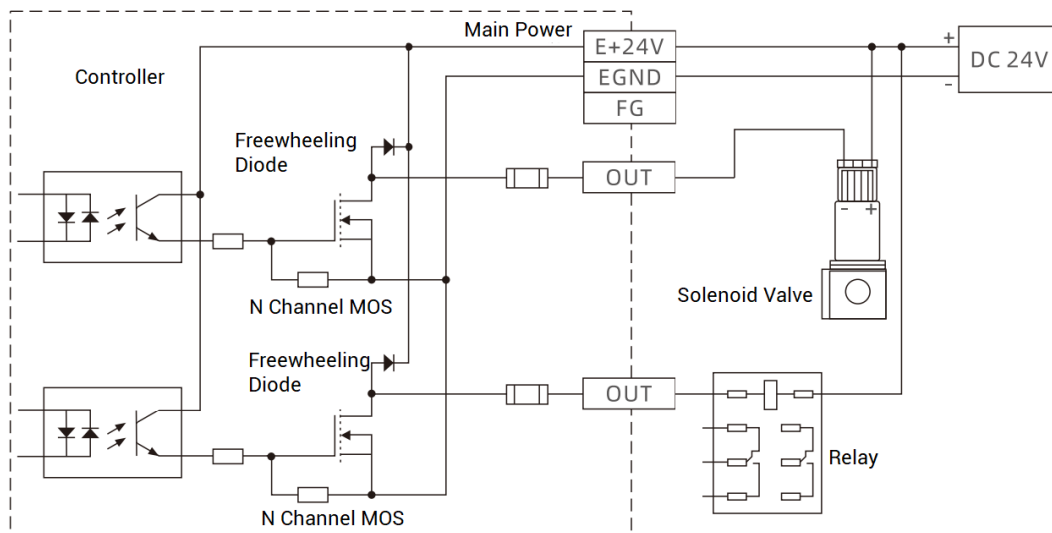 Main Power
E+24V
+
DC 24V
Controller
EGND
-
FG
Freewheeling
Diode
OUT
- +
N Channel MOS
Solenoid Valve
Freewheeling
Diode
OUT
Relay
N Channel MOS